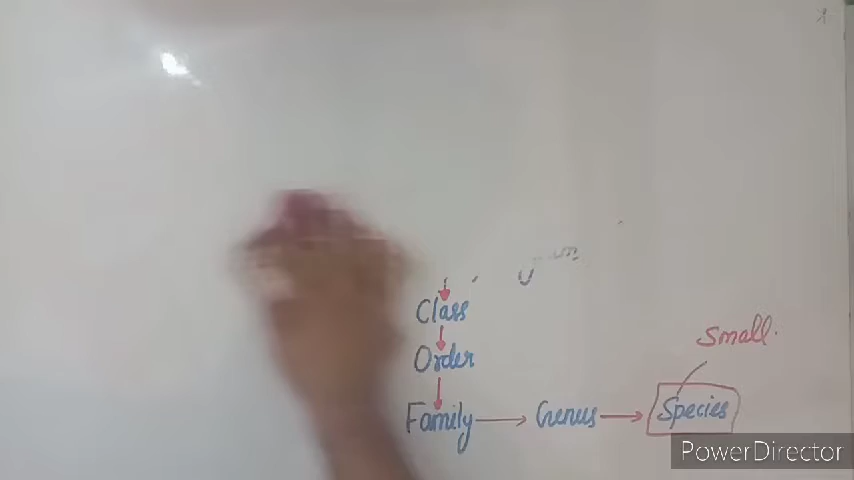 Class
Order
Family → Genus → Species
Small.
PowerDirector